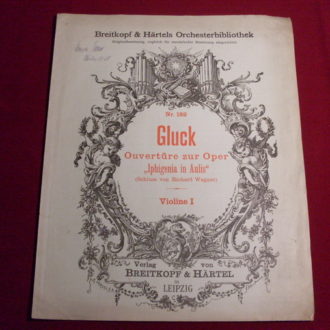 Breitkopf & Härtels Orchesterbibliothek
Nr. 182
Gluck
Ouvertüre zur Oper
„Iphigenia in Aulis“
(Schluss von Richard Wagner)
Violine I
Verlag von
BREITKOPF & HÄRTEL
in
LEIPZIG